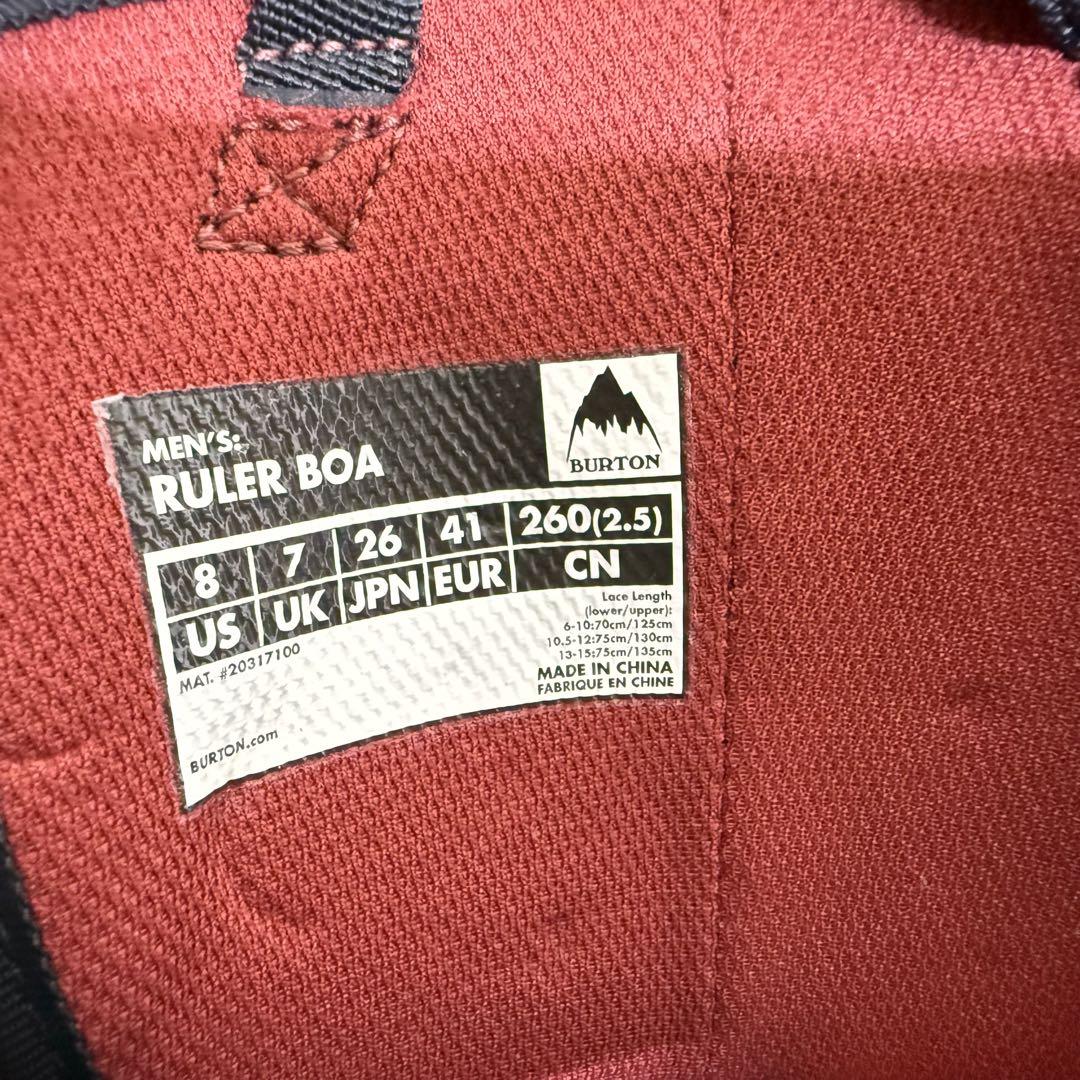 MEN'S:
RULER BOA
BURTON
8 7 26 41 260(2.5)
US UK JPN EUR CN
MAT. #20317100
Lace Length
(lower/upper):
6-10:70cm/125cm
10.5-12:75cm/130cm
13-15:75cm/135cm
MADE IN CHINA
FABRIQUE EN CHINE
BURTON.com